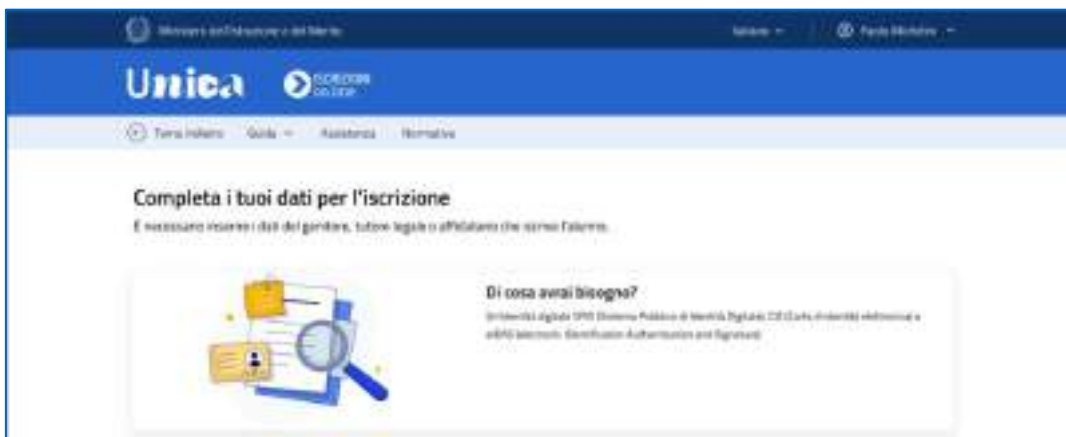 Ministero dell'Istruzione e del Merito
Italiano
Unica
ISCRIZIONI
online
Torna indietro Guida Assistenza Normativa
Completa i tuoi dati per l'iscrizione
È necessario inserire i dati del genitore, tutore legale o affidatario che iscrive l'alunno.
Di cosa avrai bisogno?
Un'identità digitale SPID (Sistema Pubblico di Identità Digitale), CIE (Carta di identità elettronica) o
eIDAS (electronic IDentification Authentication and Signature)